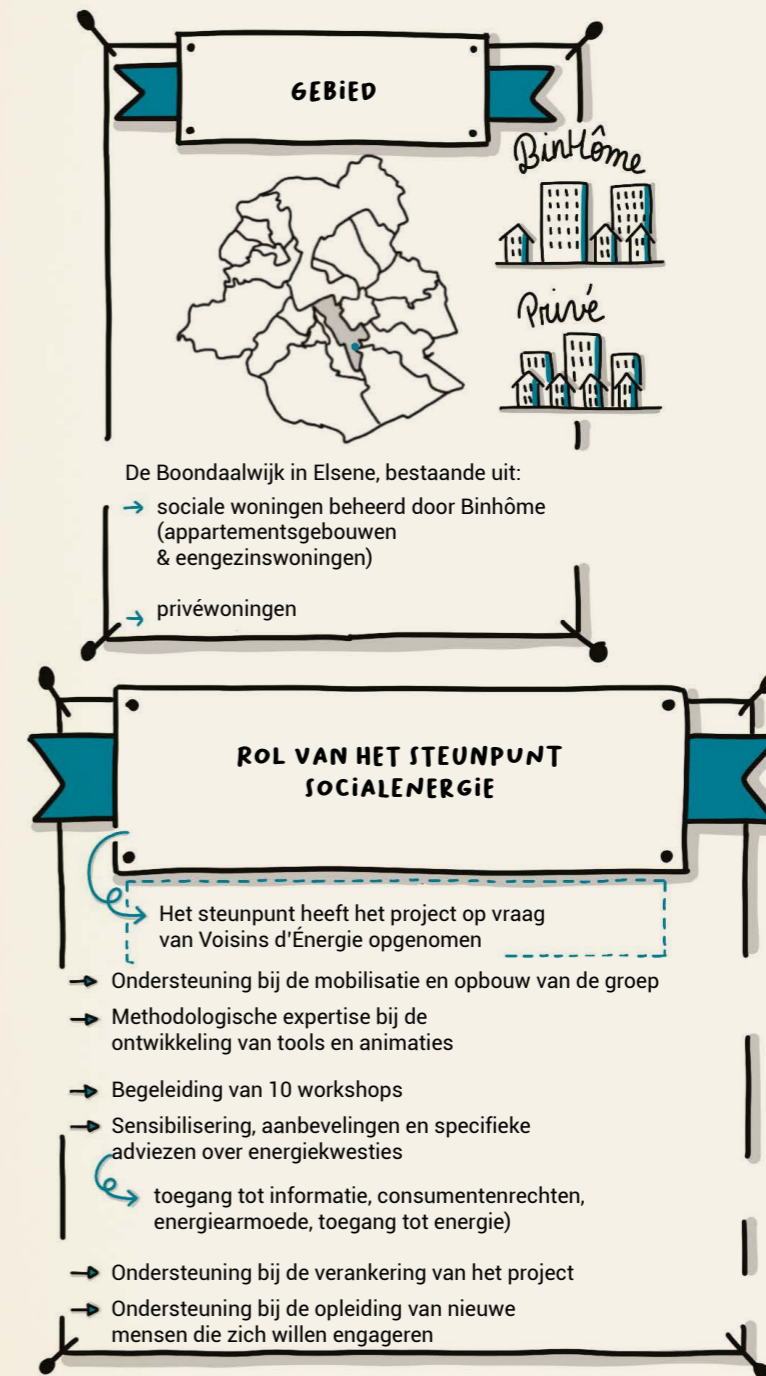 GEBiED
BinHôme
Privé
De Boondaalwijk in Elsene, bestaande uit:
→ sociale woningen beheerd door Binhôme
(appartementsgebouwen
& eengezinswoningen)
→ privéwoningen
ROL VAN HET STEUNPUNT
SOCiALENERGiE
Het steunpunt heeft het project op vraag
van Voisins d'Énergie opgenomen
Ondersteuning bij de mobilisatie en opbouw van de groep
Methodologische expertise bij de
ontwikkeling van tools en animaties
Begeleiding van 10 workshops
Sensibilisering, aanbevelingen en specifieke
adviezen over energiekwesties
toegang tot informatie, consumentenrechten,
energiearmoede, toegang tot energie)
Ondersteuning bij de verankering van het project
Ondersteuning bij de opleiding van nieuwe
mensen die zich willen engageren